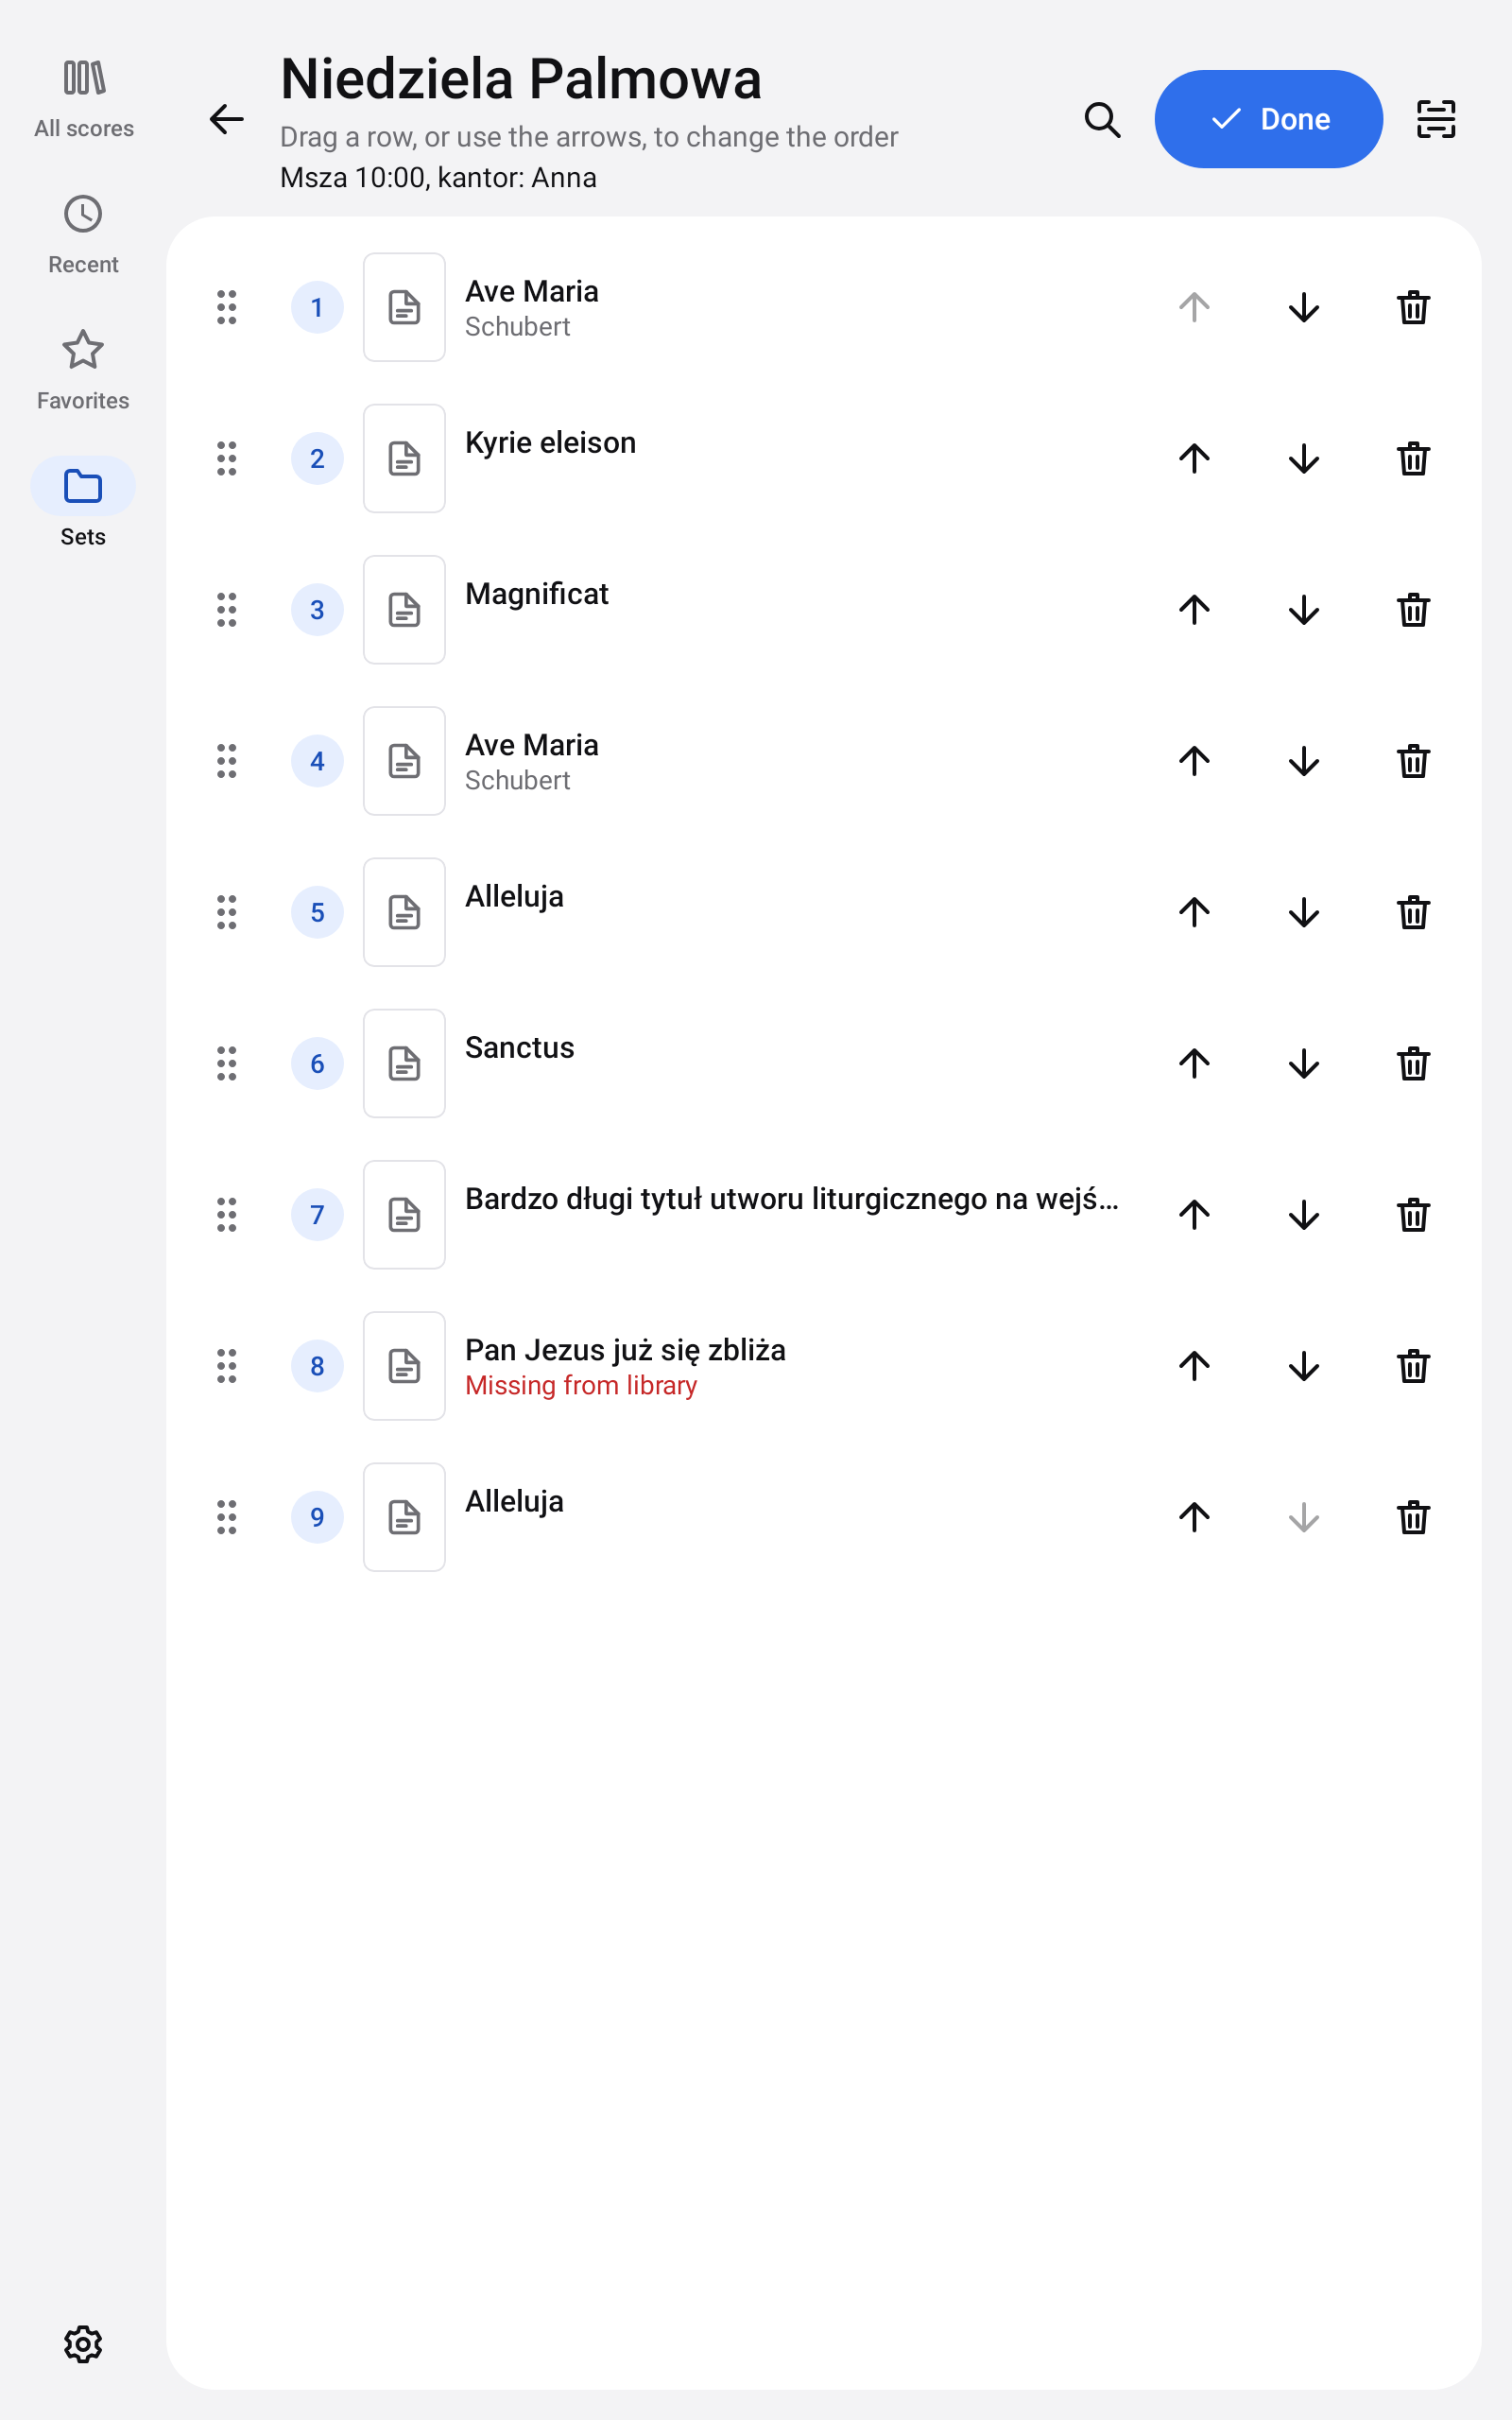 Niedziela Palmowa
Drag a row, or use the arrows, to change the order
Msza 10:00, kantor: Anna
Done
All scores
Recent
Favorites
Sets
1
Ave Maria
Schubert
2
Kyrie eleison
3
Magnificat
4
Ave Maria
Schubert
5
Alleluja
6
Sanctus
7
Bardzo długi tytuł utworu liturgicznego na wejś…
8
Pan Jezus już się zbliża
Missing from library
9
Alleluja